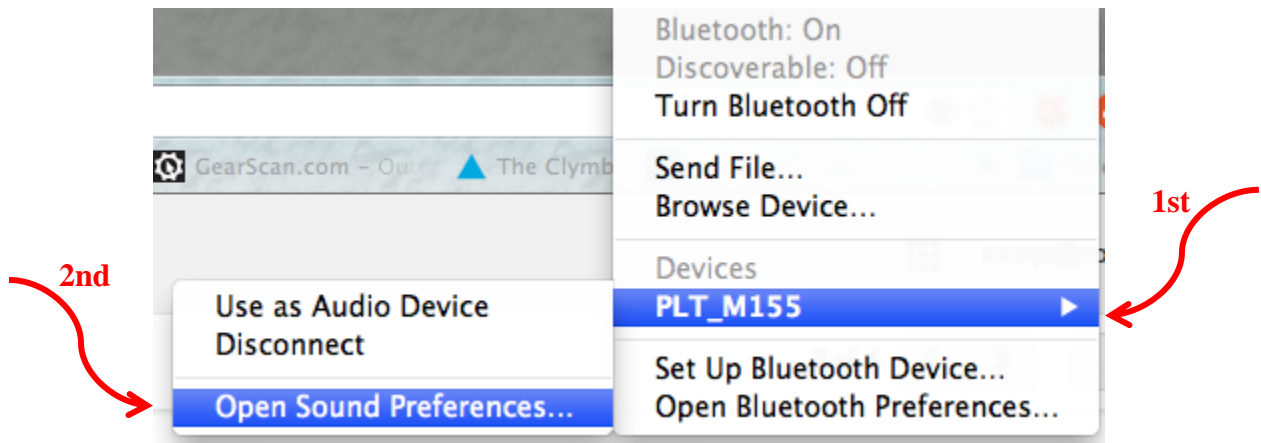 Bluetooth: On
Discoverable: Off
Turn Bluetooth Off
GearScan.com – Out
The Clymb
Send File...
Browse Device...
1st
Devices
2nd
Use as Audio Device
PLT_M155
Disconnect
Set Up Bluetooth Device...
Open Sound Preferences...
Open Bluetooth Preferences...